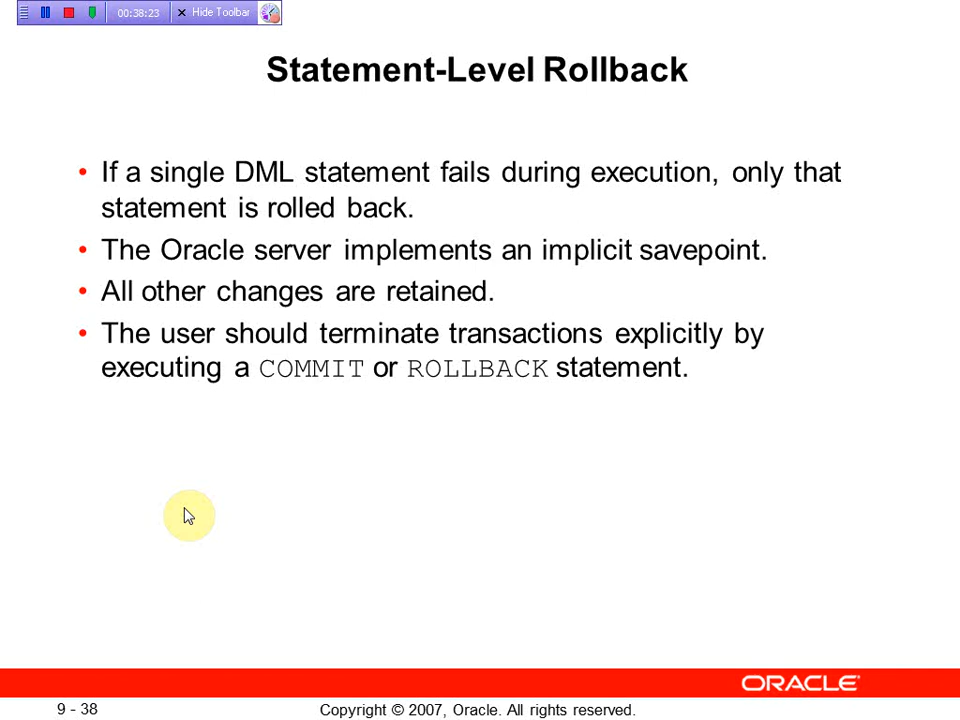 00:38:23 Hide Toolbar
Statement-Level Rollback
• If a single DML statement fails during execution, only that
statement is rolled back.
• The Oracle server implements an implicit savepoint.
• All other changes are retained.
• The user should terminate transactions explicitly by
executing a COMMIT or ROLLBACK statement.
ORACLE
9 - 38
Copyright © 2007, Oracle. All rights reserved.